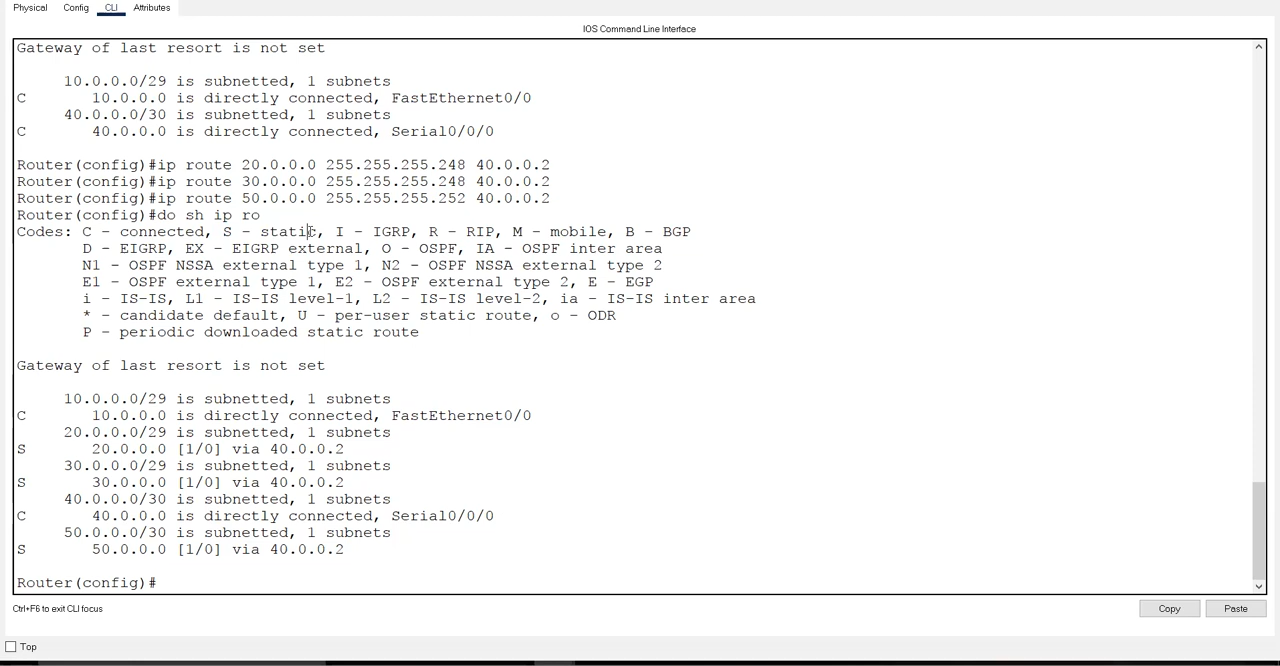 Physical Config CLI Attributes
IOS Command Line Interface
Gateway of last resort is not set
10.0.0.0/29 is subnetted, 1 subnets
C 10.0.0.0 is directly connected, FastEthernet0/0
40.0.0.0/30 is subnetted, 1 subnets
C 40.0.0.0 is directly connected, Serial0/0/0
Router(config)#ip route 20.0.0.0 255.255.255.248 40.0.0.2
Router(config)#ip route 30.0.0.0 255.255.255.248 40.0.0.2
Router(config)#ip route 50.0.0.0 255.255.255.252 40.0.0.2
Router(config)#do sh ip ro
Codes: C - connected, S - static, I - IGRP, R - RIP, M - mobile, B - BGP
D - EIGRP, EX - EIGRP external, O - OSPF, IA - OSPF inter area
N1 - OSPF NSSA external type 1, N2 - OSPF NSSA external type 2
E1 - OSPF external type 1, E2 - OSPF external type 2, E - EGP
i - IS-IS, L1 - IS-IS level-1, L2 - IS-IS level-2, ia - IS-IS inter area
* - candidate default, U - per-user static route, o - ODR
P - periodic downloaded static route
Gateway of last resort is not set
10.0.0.0/29 is subnetted, 1 subnets
C 10.0.0.0 is directly connected, FastEthernet0/0
20.0.0.0/29 is subnetted, 1 subnets
S 20.0.0.0 [1/0] via 40.0.0.2
30.0.0.0/29 is subnetted, 1 subnets
S 30.0.0.0 [1/0] via 40.0.0.2
40.0.0.0/30 is subnetted, 1 subnets
C 40.0.0.0 is directly connected, Serial0/0/0
50.0.0.0/30 is subnetted, 1 subnets
S 50.0.0.0 [1/0] via 40.0.0.2
Router(config)#
Ctrl+F6 to exit CLI focus
Copy Paste
Top